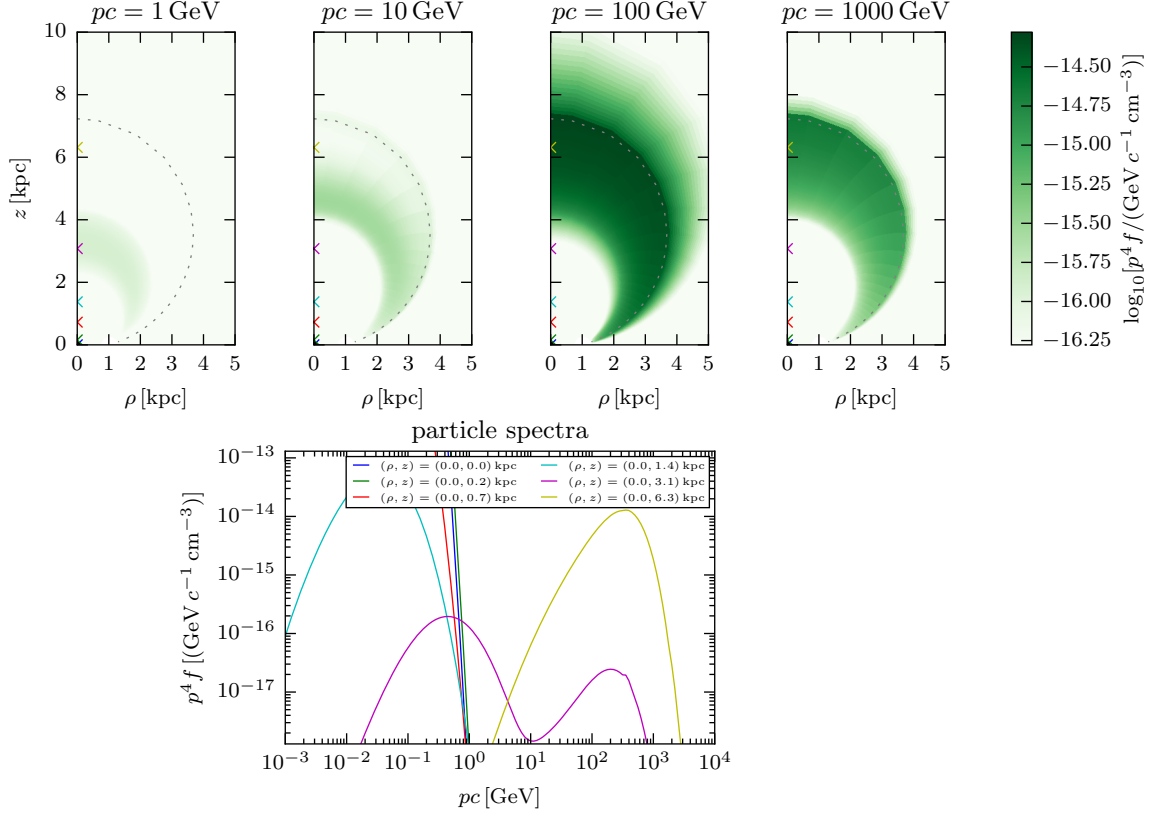 pc = 1 GeV
pc = 10 GeV
pc = 100 GeV
pc = 1000 GeV
10
8
6
4
2
0
z [kpc]
0 1 2 3 4 5
0 1 2 3 4 5
0 1 2 3 4 5
0 1 2 3 4 5
ρ [kpc]
ρ [kpc]
ρ [kpc]
ρ [kpc]
−14.50
−14.75
−15.00
−15.25
−15.50
−15.75
−16.00
−16.25
log₁₀[p⁴f/(GeV c⁻¹ cm⁻³)]
particle spectra
10⁻¹³
10⁻¹⁴
10⁻¹⁵
10⁻¹⁶
10⁻¹⁷
p⁴f [(GeV c⁻¹ cm⁻³)]
(ρ, z) = (0.0, 0.0) kpc
(ρ, z) = (0.0, 0.2) kpc
(ρ, z) = (0.0, 0.7) kpc
(ρ, z) = (0.0, 1.4) kpc
(ρ, z) = (0.0, 3.1) kpc
(ρ, z) = (0.0, 6.3) kpc
10⁻³ 10⁻² 10⁻¹ 10⁰ 10¹ 10² 10³ 10⁴
pc [GeV]